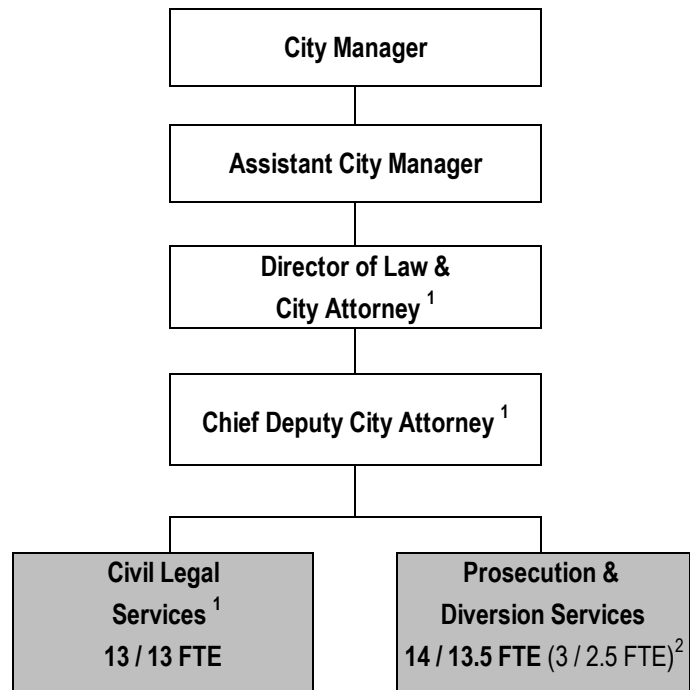 City Manager
Assistant City Manager
Director of Law &
City Attorney ¹
Chief Deputy City Attorney ¹
Civil Legal
Services ¹
13 / 13 FTE
Prosecution &
Diversion Services
14 / 13.5 FTE (3 / 2.5 FTE)²